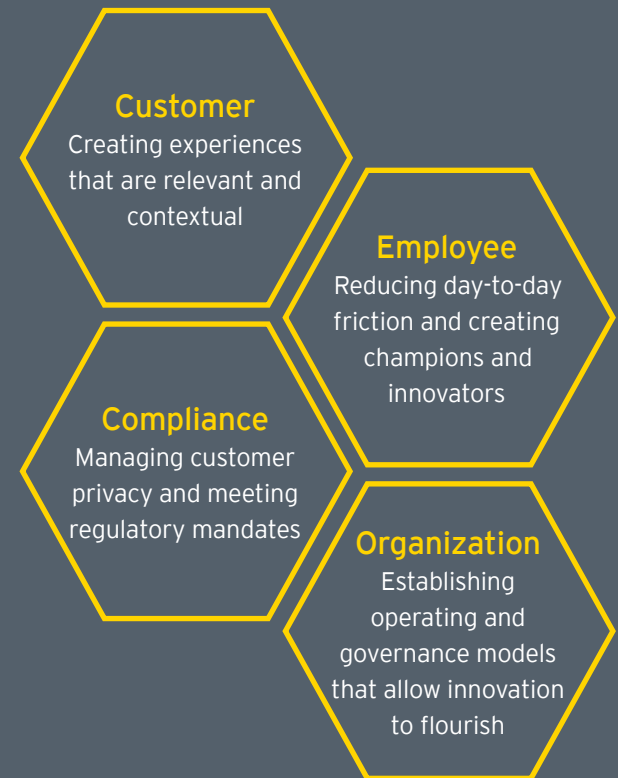 Customer
Creating experiences
that are relevant and
contextual
Employee
Reducing day-to-day
friction and creating
champions and
innovators
Compliance
Managing customer
privacy and meeting
regulatory mandates
Organization
Establishing
operating and
governance models
that allow innovation
to flourish